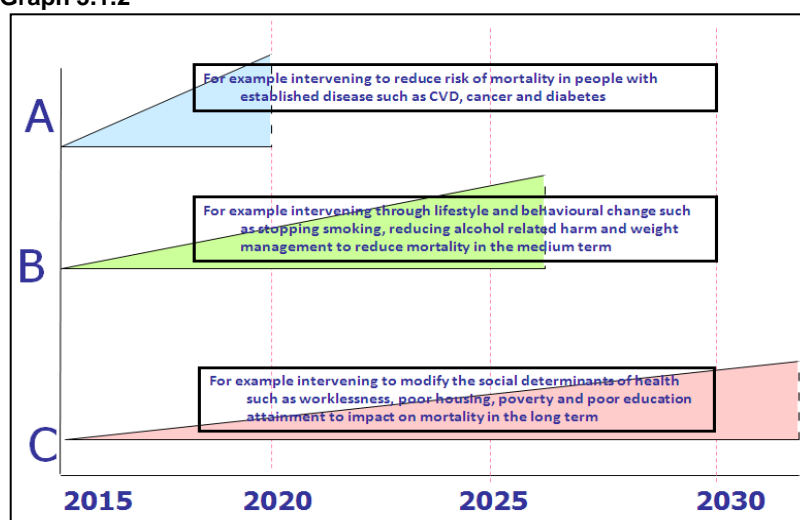 Graph 3.1.2
A
For example intervening to reduce risk of mortality in people with
established disease such as CVD, cancer and diabetes
B
For example intervening through lifestyle and behavioural change such
as stopping smoking, reducing alcohol related harm and weight
management to reduce mortality in the medium term
C
For example intervening to modify the social determinants of health
such as worklessness, poor housing, poverty and poor education
attainment to impact on mortality in the long term
2015 2020 2025 2030